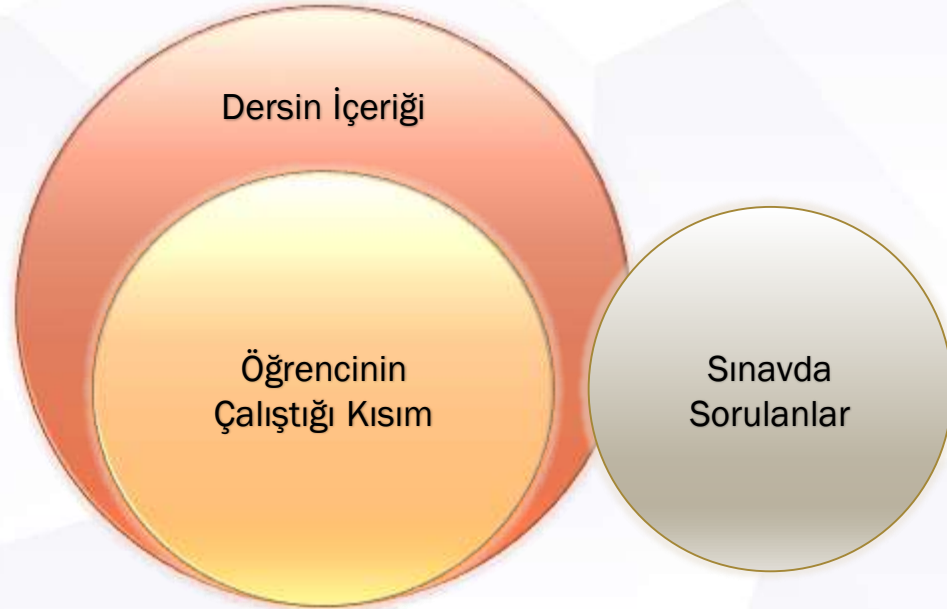 Dersin İçeriği
Öğrencinin
Çalıştığı Kısım
Sınavda
Sorulanlar